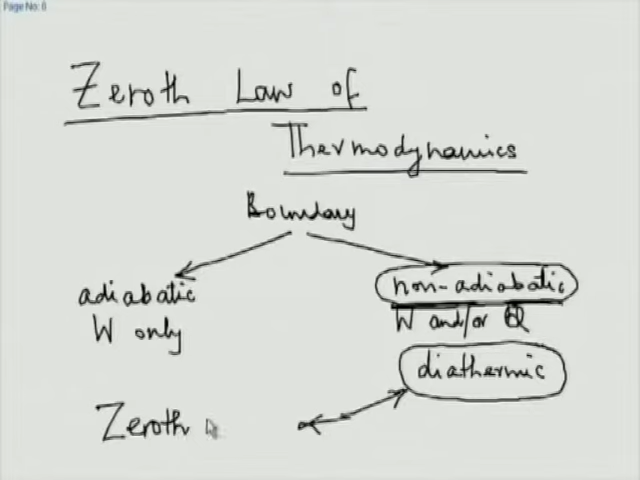 Page No: 6
Zeroth Law of
Thermodynamics
Boundary
adiabatic
W only
non-adiabatic
W and/or Q
diathermic
Zeroth